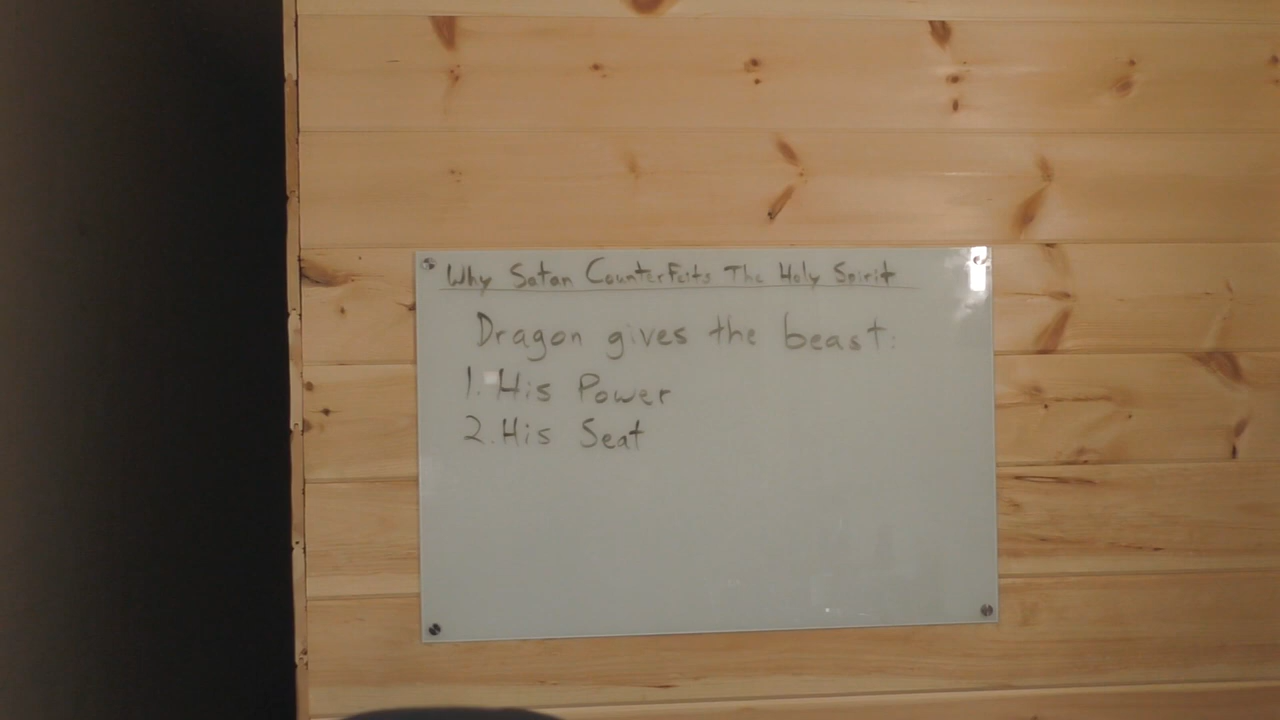 Why Satan Counterfeits The Holy Spirit
Dragon gives the beast:
1. His Power
2. His Seat